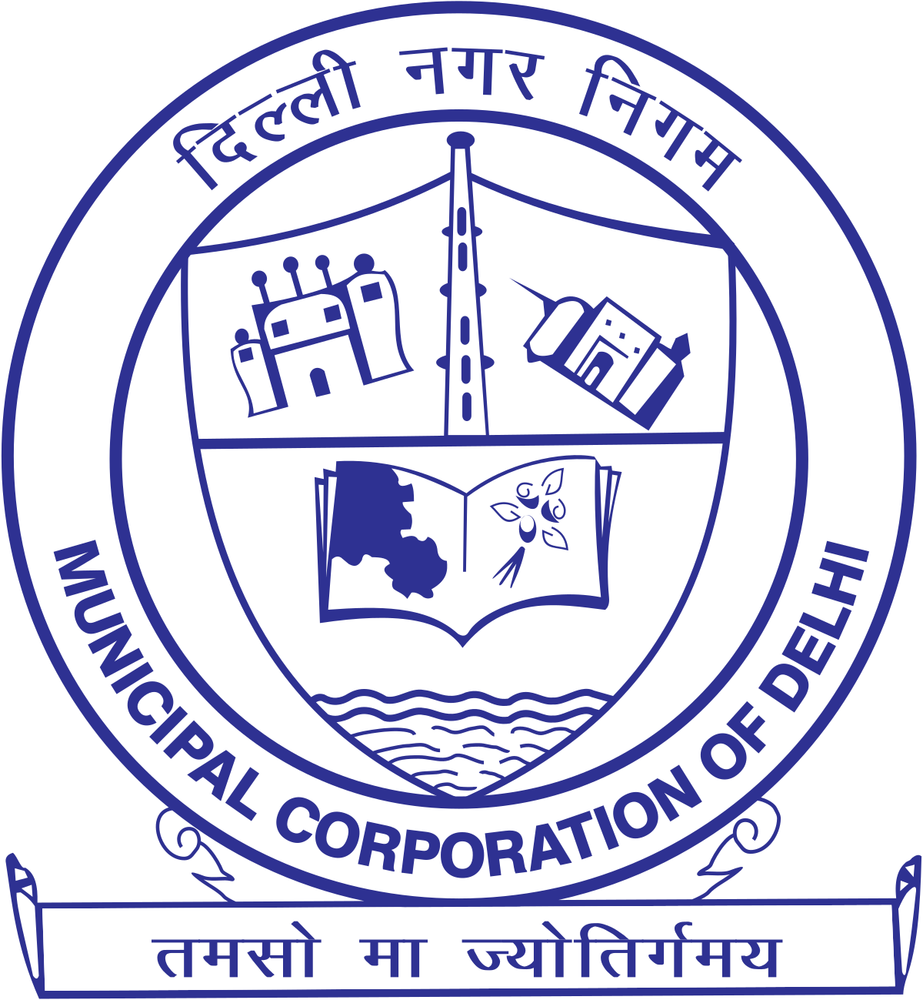 दिल्ली नगर निगम
MUNICIPAL CORPORATION OF DELHI
तमसो मा ज्योतिर्गमय